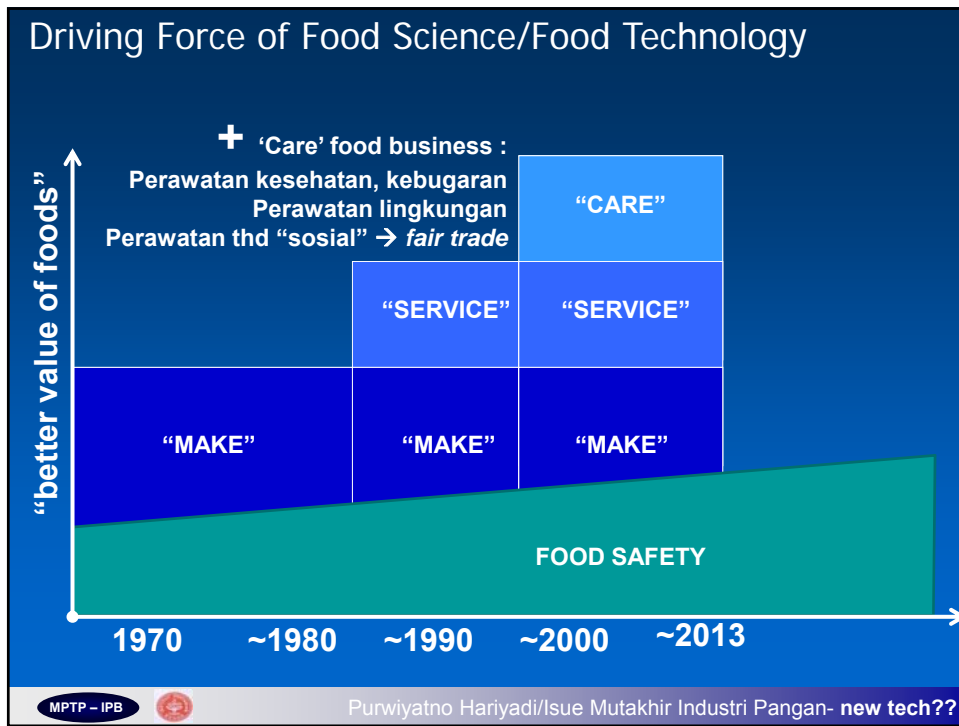 Driving Force of Food Science/Food Technology
+ ‘Care’ food business :
Perawatan kesehatan, kebugaran
Perawatan lingkungan
Perawatan thd “sosial” → fair trade
“better value of foods”
“CARE”
“SERVICE” “SERVICE”
“MAKE” “MAKE” “MAKE”
FOOD SAFETY
1970 ~1980 ~1990 ~2000 ~2013
MPTP – IPB
Purwiyatno Hariyadi/Isue Mutakhir Industri Pangan- new tech??